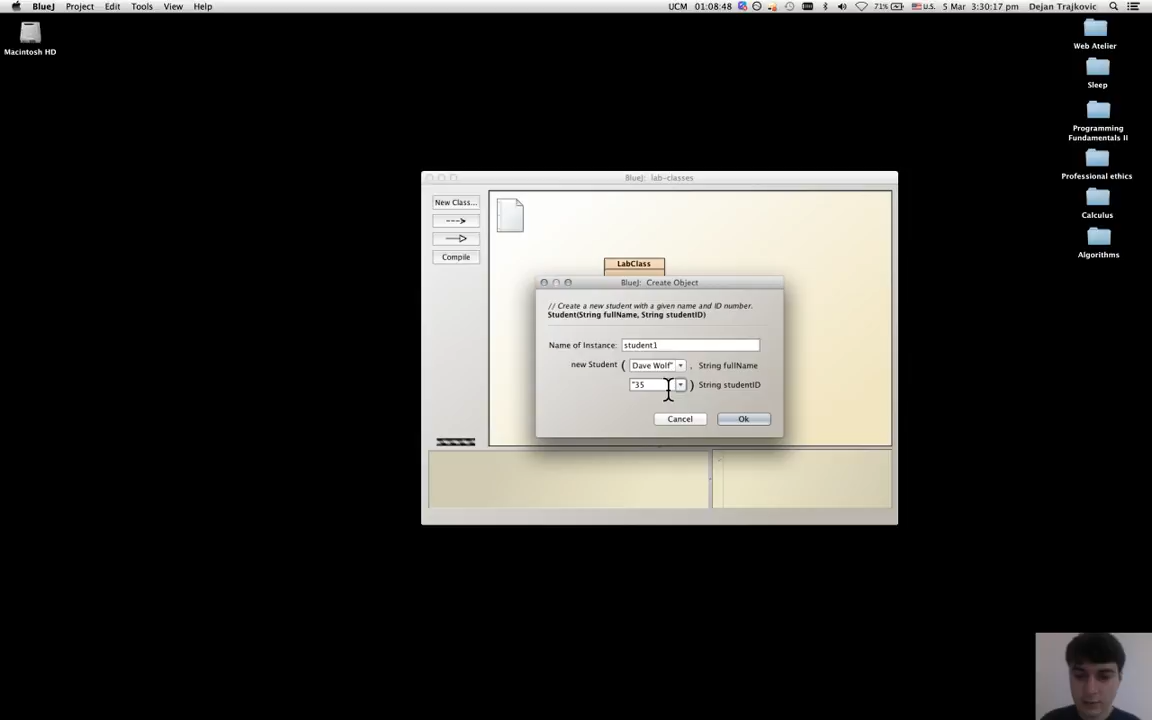 BlueJ Project Edit Tools View Help UCM 01:08:48 71% U.S. 5 Mar 3:30:17 pm Dejan Trajkovic
Macintosh HD
Web Atelier
Sleep
Programming
Fundamentals II
Professional ethics
Calculus
Algorithms
BlueJ: lab-classes
New Class...
Compile
LabClass
BlueJ: Create Object
// Create a new student with a given name and ID number.
Student(String fullName, String studentID)
Name of Instance: student1
new Student ( Dave Wolf" , String fullName
"35 ) String studentID
Cancel Ok